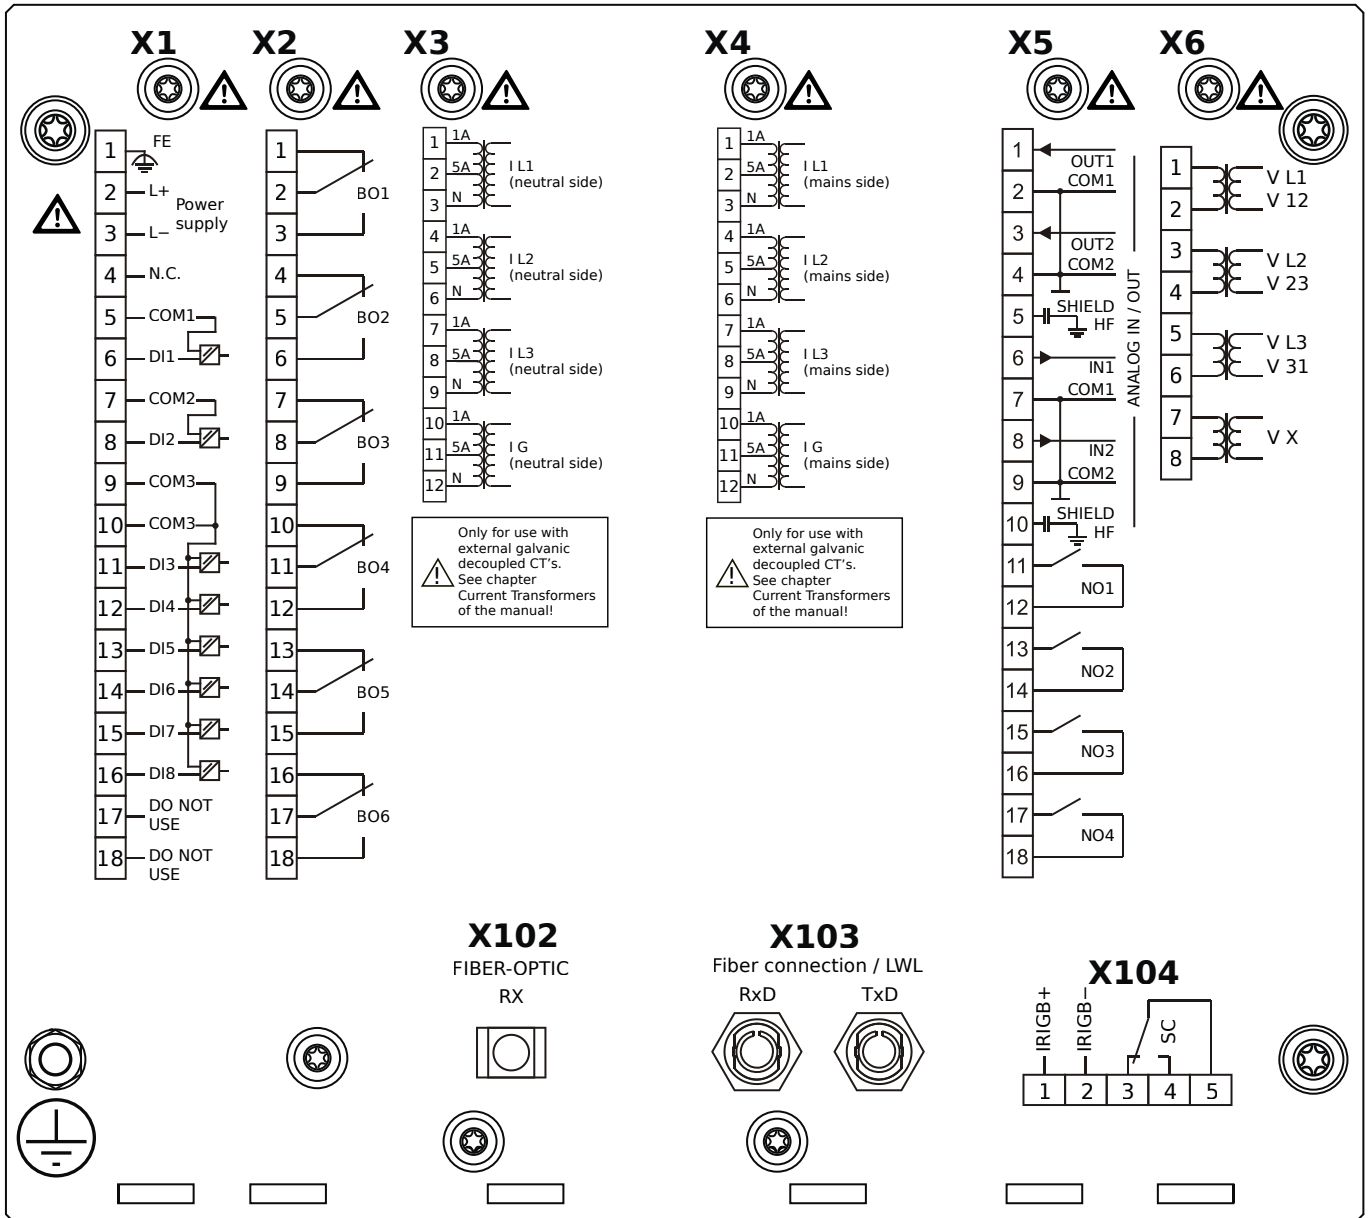 X1
X2
X3
X4
X5
X6
1 FE
2 L+
Power
supply
3 L−
4 N.C.
5 COM1
6 DI1
7 COM2
8 DI2
9 COM3
10 COM3
11 DI3
12 DI4
13 DI5
14 DI6
15 DI7
16 DI8
17 DO NOT
USE
18 DO NOT
USE
1
2 BO1
3
4
5 BO2
6
7
8 BO3
9
10
11 BO4
12
13
14 BO5
15
16
17 BO6
18
1 1A
2 5A I L1
(neutral side)
3 N
4 1A
5 5A I L2
(neutral side)
6 N
7 1A
8 5A I L3
(neutral side)
9 N
10 1A
11 5A I G
(neutral side)
12 N
Only for use with
external galvanic
decoupled CT's.
See chapter
Current Transformers
of the manual!
1 1A
2 5A I L1
(mains side)
3 N
4 1A
5 5A I L2
(mains side)
6 N
7 1A
8 5A I L3
(mains side)
9 N
10 1A
11 5A I G
(mains side)
12 N
Only for use with
external galvanic
decoupled CT's.
See chapter
Current Transformers
of the manual!
1 OUT1
2 COM1
3 OUT2
4 COM2
5 SHIELD
HF
6 IN1
7 COM1
8 IN2
9 COM2
10 SHIELD
HF
ANALOG IN / OUT
11
NO1
12
13
NO2
14
15
NO3
16
17
NO4
18
1 V L1
2 V 12
3 V L2
4 V 23
5 V L3
6 V 31
7 V X
8
X102
FIBER-OPTIC
RX
X103
Fiber connection / LWL
RxD TxD
X104
IRIGB+
IRIGB−
SC
1 2 3 4 5